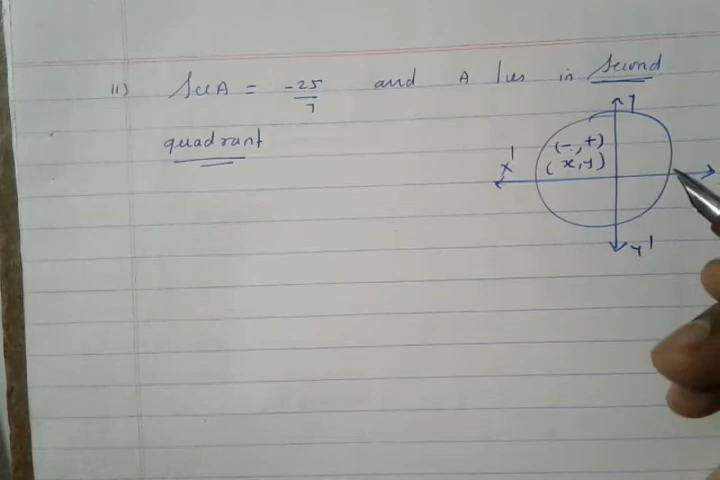 11) SecA = -25/7 and A lies in Second
quadrant
y
(-, +)
x' (x, y)
y'